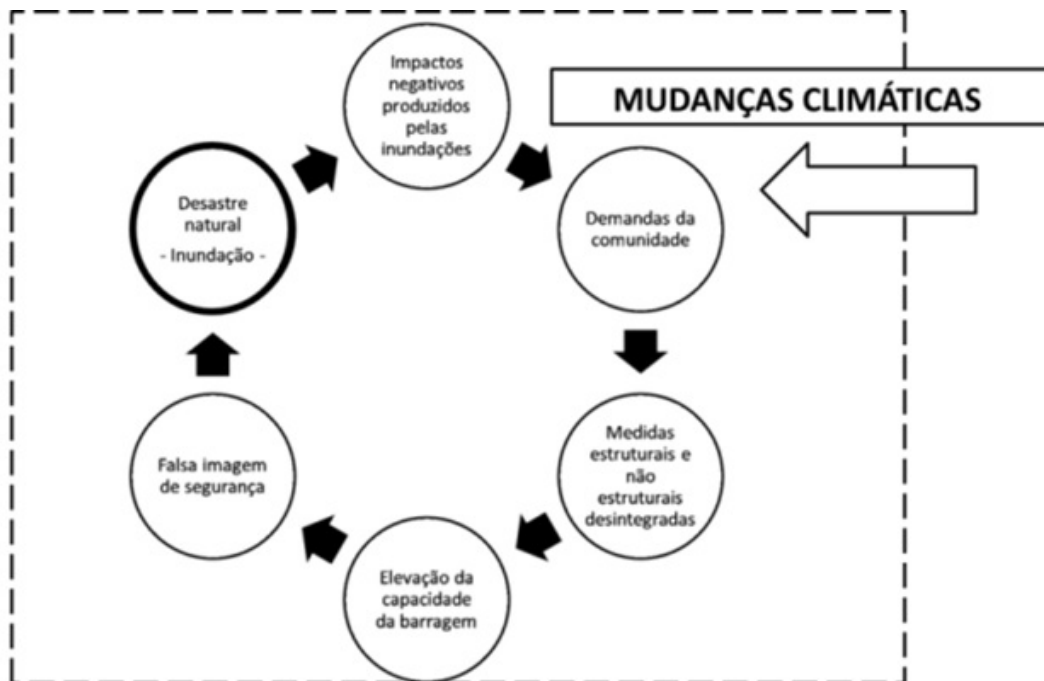 Impactos
negativos
produzidos
pelas
inundações
MUDANÇAS CLIMÁTICAS
Desastre
natural
- Inundação -
Demandas da
comunidade
Falsa imagem
de segurança
Medidas
estruturais e
não
estruturais
desintegradas
Elevação da
capacidade
da barragem